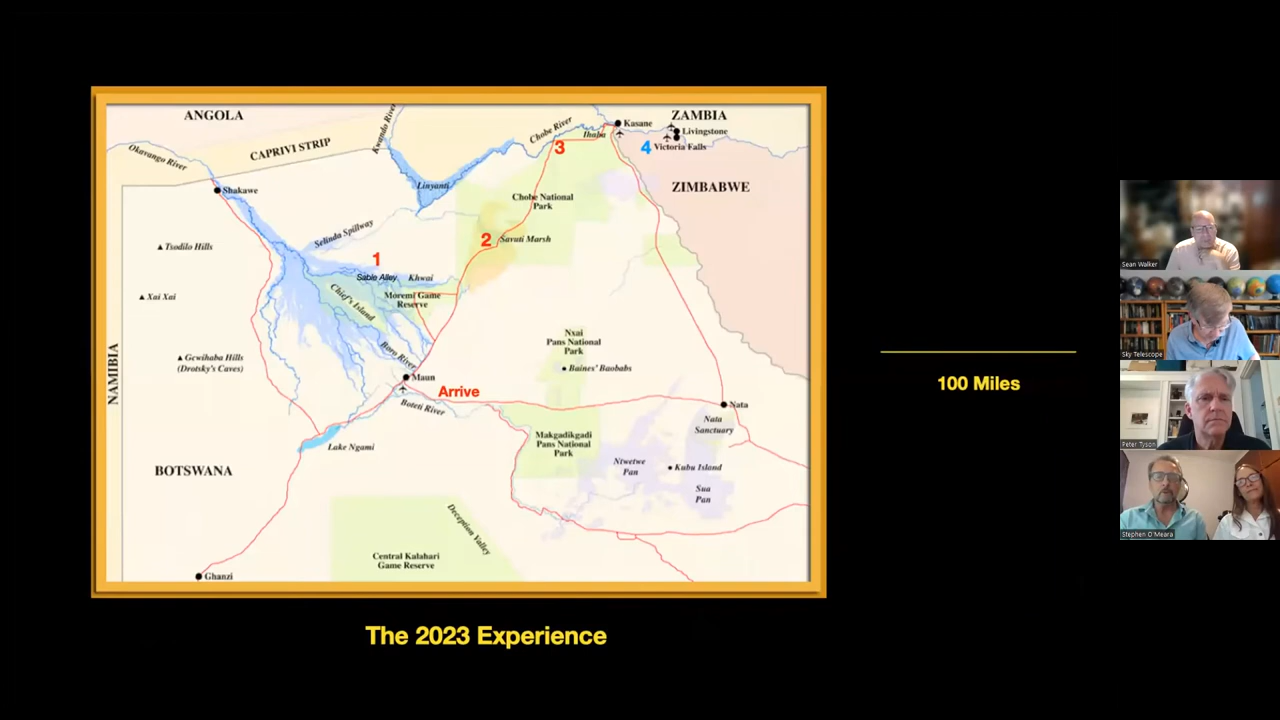 ANGOLA
ZAMBIA
Kwando River
Chobe River
Kasane
Ihaha
Livingstone
Okavango River
CAPRIVI STRIP
3
4 Victoria Falls
Linyanti
ZIMBABWE
Shakawe
Chobe National
Park
Selinda Spillway
2 Savuti Marsh
Tsodilo Hills
1
Sable Alley
Khwai
Xai Xai
Chief's Island
Moremi Game
Reserve
Nxai
Pans National
Park
Gcwihaba Hills
(Drotsky's Caves)
Boro River
Baines' Baobabs
NAMIBIA
Maun
Arrive
Boteti River
Nata
Nata
Sanctuary
Lake Ngami
Makgadikgadi
Pans National
Park
BOTSWANA
Ntwetwe
Pan
Kubu Island
Sua
Pan
Deception Valley
Central Kalahari
Game Reserve
Ghanzi
100 Miles
The 2023 Experience
Sean Walker
Sky Telescope
Peter Tyson
Stephen O'Meara